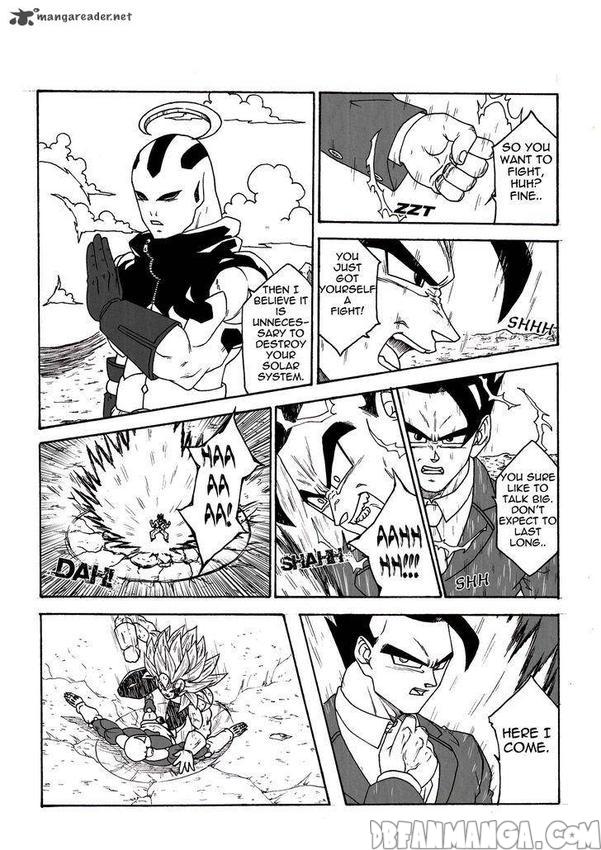 mangareader.net
SO YOU
WANT TO
FIGHT,
HUH?
FINE..
ZZT
YOU
JUST
GOT
YOURSELF
A
FIGHT!
SHHH
THEN I
BELIEVE IT
IS
UNNECES-
SARY TO
DESTROY
YOUR
SOLAR
SYSTEM.
YOU SURE
LIKE TO
TALK BIG.
DON'T
EXPECT TO
LAST
LONG..
SHH
AAHH
HH!!!
SHAHH
HAA
AA
AA!
DAH!
HERE I
COME.
DBFANMANGA.COM